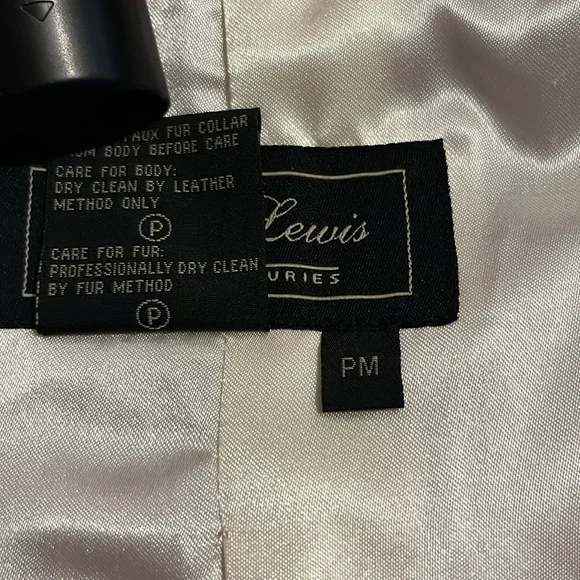 FAUX FUR COLLAR
BODY BEFORE CARE
CARE FOR BODY:
DRY CLEAN BY LEATHER
METHOD ONLY
P
CARE FOR FUR:
PROFESSIONALLY DRY CLEAN
BY FUR METHOD
P
Lewis
URIES
PM